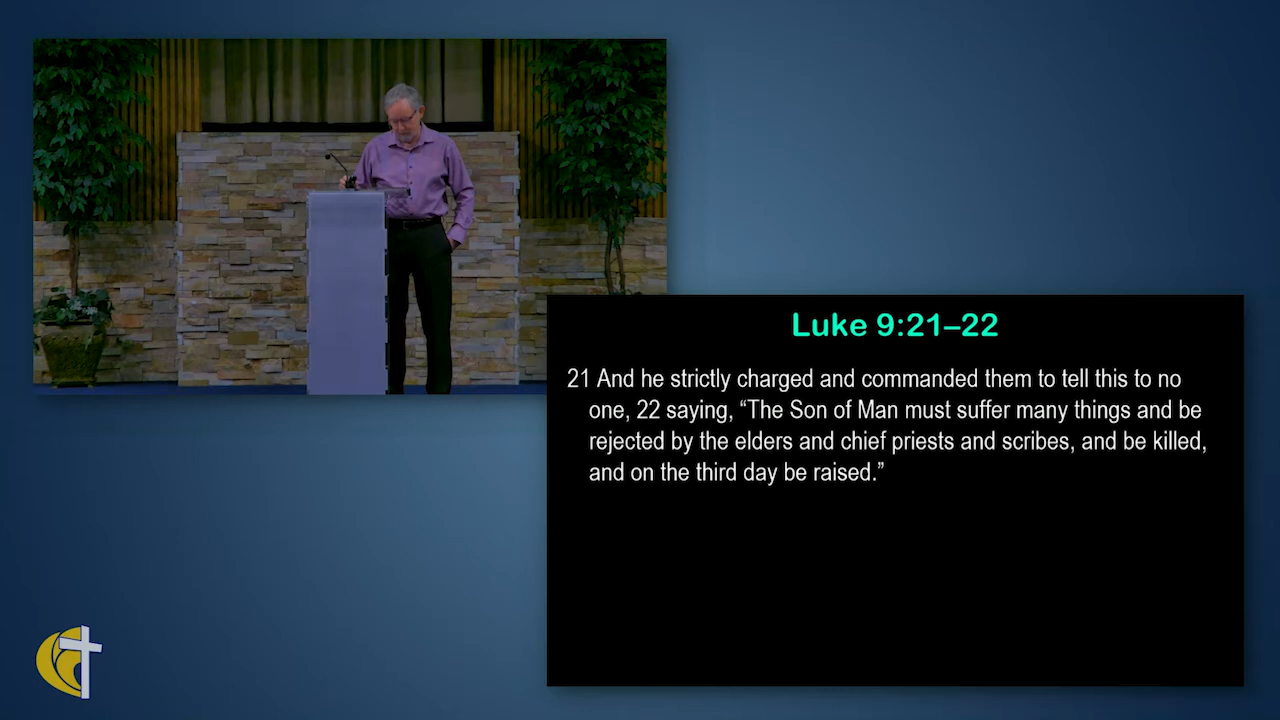 Luke 9:21–22
21 And he strictly charged and commanded them to tell this to no
one, 22 saying, “The Son of Man must suffer many things and be
rejected by the elders and chief priests and scribes, and be killed,
and on the third day be raised.”